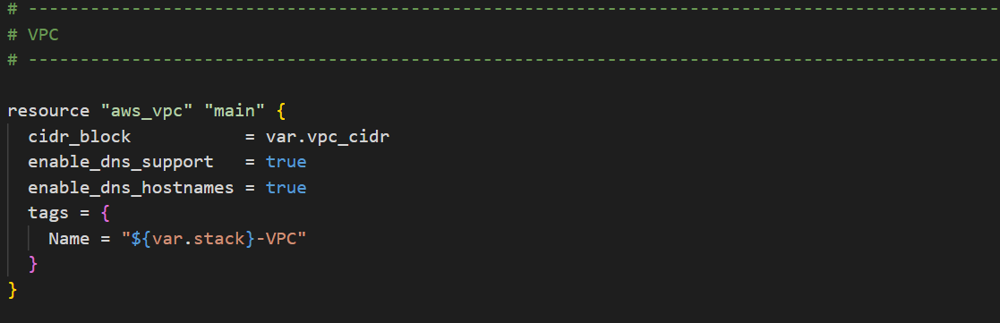 # ----------------------------------------------------------------------------------------------
# VPC
# ----------------------------------------------------------------------------------------------
resource "aws_vpc" "main" {
  cidr_block           = var.vpc_cidr
  enable_dns_support   = true
  enable_dns_hostnames = true
  tags = {
    Name = "${var.stack}-VPC"
  }
}